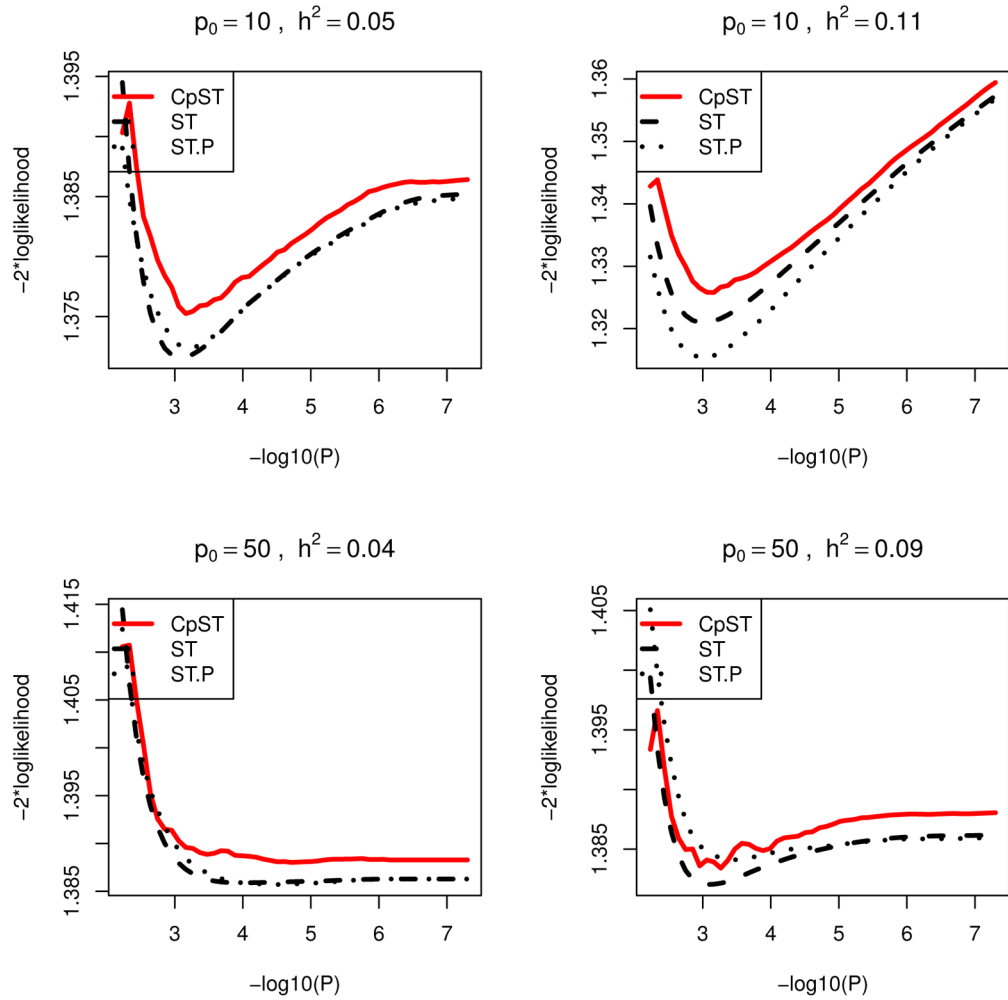 p₀ = 10 , h² = 0.05
−2*loglikelihood
1.375
1.385
1.395
CpST
ST
ST.P
3 4 5 6 7
−log10(P)
p₀ = 10 , h² = 0.11
−2*loglikelihood
1.32
1.33
1.34
1.35
1.36
CpST
ST
ST.P
3 4 5 6 7
−log10(P)
p₀ = 50 , h² = 0.04
−2*loglikelihood
1.385
1.395
1.405
1.415
CpST
ST
ST.P
3 4 5 6 7
−log10(P)
p₀ = 50 , h² = 0.09
−2*loglikelihood
1.385
1.395
1.405
CpST
ST
ST.P
3 4 5 6 7
−log10(P)